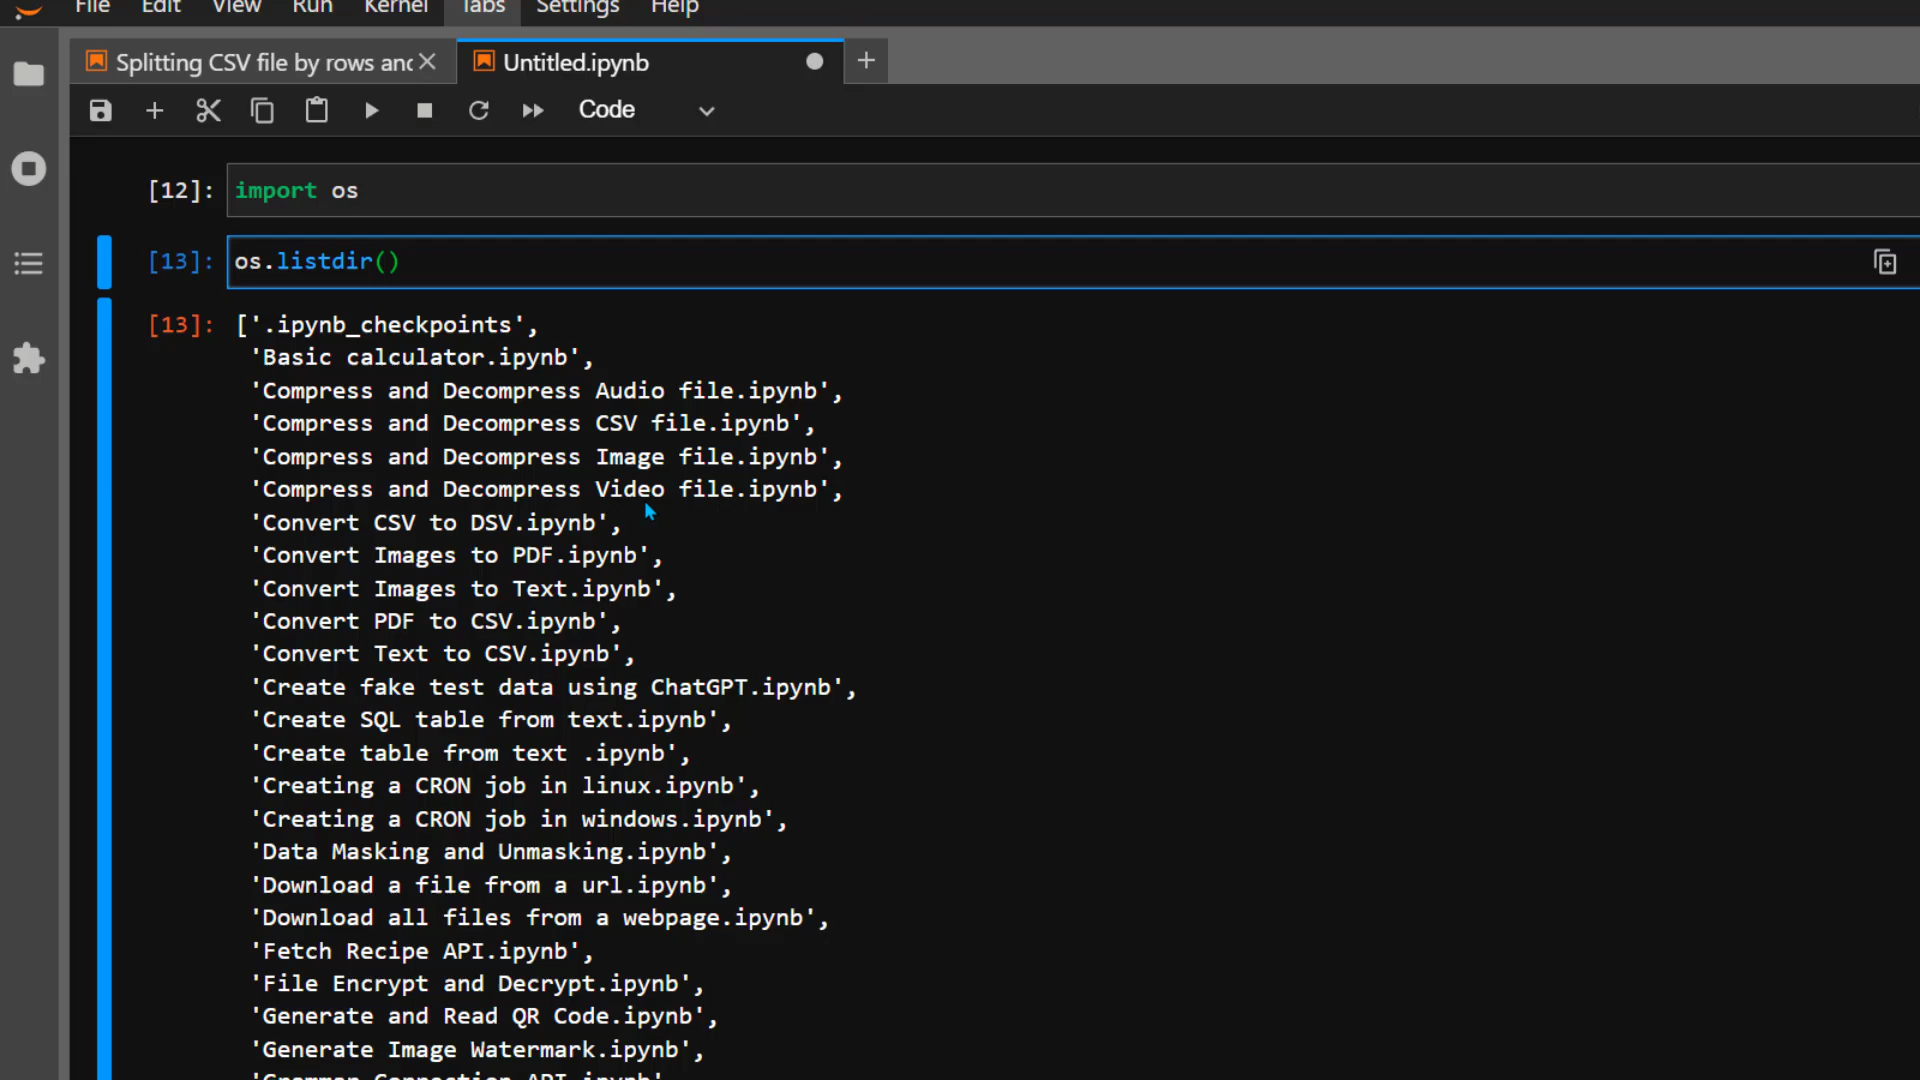 File Edit View Run Kernel Tabs Settings Help
Splitting CSV file by rows and
Untitled.ipynb
Code
[12]: import os
[13]: os.listdir()
[13]: ['.ipynb_checkpoints',
'Basic calculator.ipynb',
'Compress and Decompress Audio file.ipynb',
'Compress and Decompress CSV file.ipynb',
'Compress and Decompress Image file.ipynb',
'Compress and Decompress Video file.ipynb',
'Convert CSV to DSV.ipynb',
'Convert Images to PDF.ipynb',
'Convert Images to Text.ipynb',
'Convert PDF to CSV.ipynb',
'Convert Text to CSV.ipynb',
'Create fake test data using ChatGPT.ipynb',
'Create SQL table from text.ipynb',
'Create table from text .ipynb',
'Creating a CRON job in linux.ipynb',
'Creating a CRON job in windows.ipynb',
'Data Masking and Unmasking.ipynb',
'Download a file from a url.ipynb',
'Download all files from a webpage.ipynb',
'Fetch Recipe API.ipynb',
'File Encrypt and Decrypt.ipynb',
'Generate and Read QR Code.ipynb',
'Generate Image Watermark.ipynb',